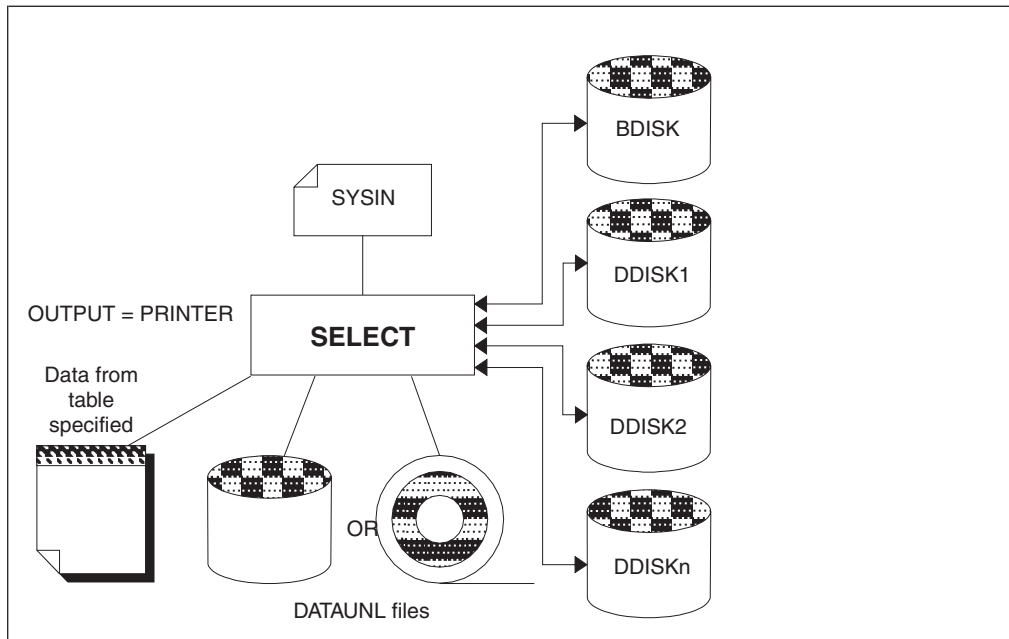 BDISK
SYSIN
DDISK1
OUTPUT = PRINTER
SELECT
Data from
table
specified
DDISK2
OR
DDISKn
DATAUNL files